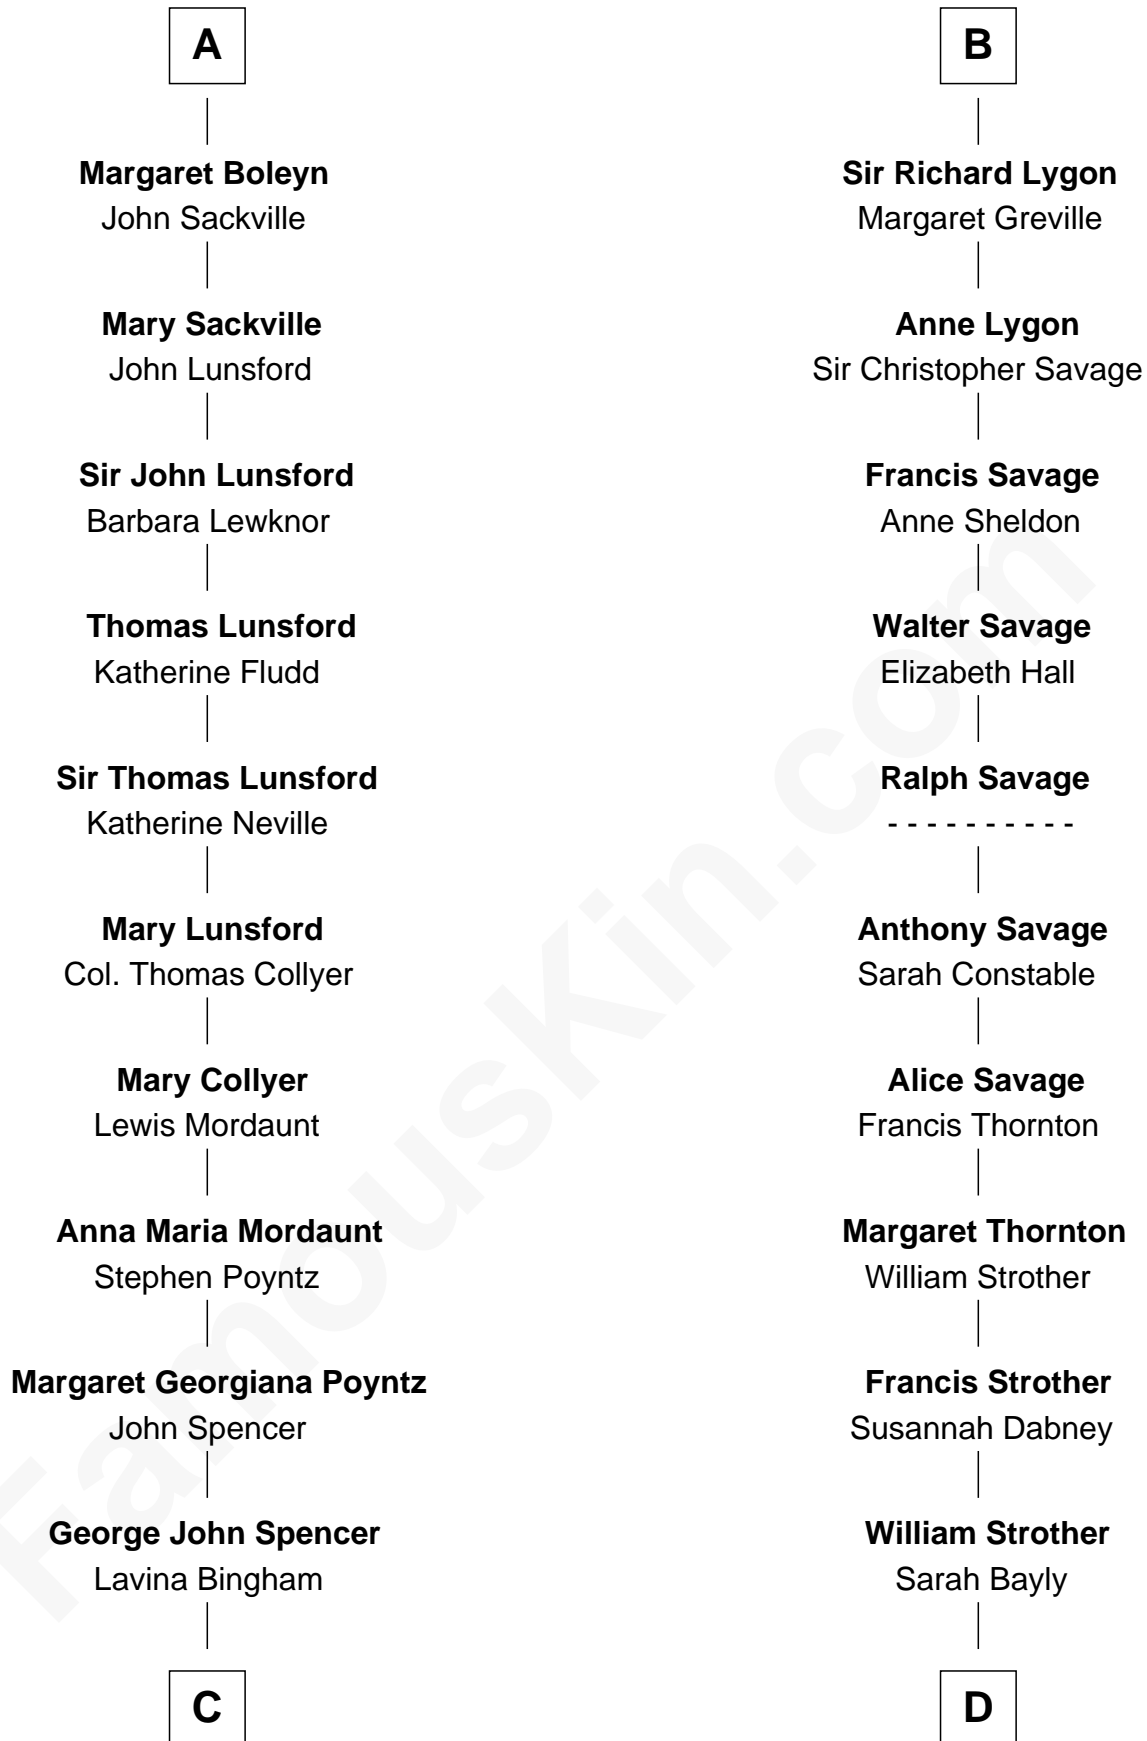 A
Margaret Boleyn
John Sackville
Mary Sackville
John Lunsford
Sir John Lunsford
Barbara Lewknor
Thomas Lunsford
Katherine Fludd
Sir Thomas Lunsford
Katherine Neville
Mary Lunsford
Col. Thomas Collyer
Mary Collyer
Lewis Mordaunt
Anna Maria Mordaunt
Stephen Poyntz
Margaret Georgiana Poyntz
John Spencer
George John Spencer
Lavina Bingham
C
B
Sir Richard Lygon
Margaret Greville
Anne Lygon
Sir Christopher Savage
Francis Savage
Anne Sheldon
Walter Savage
Elizabeth Hall
Ralph Savage
- - - - - - - - - -
Anthony Savage
Sarah Constable
Alice Savage
Francis Thornton
Margaret Thornton
William Strother
Francis Strother
Susannah Dabney
William Strother
Sarah Bayly
D
FamousKin.com